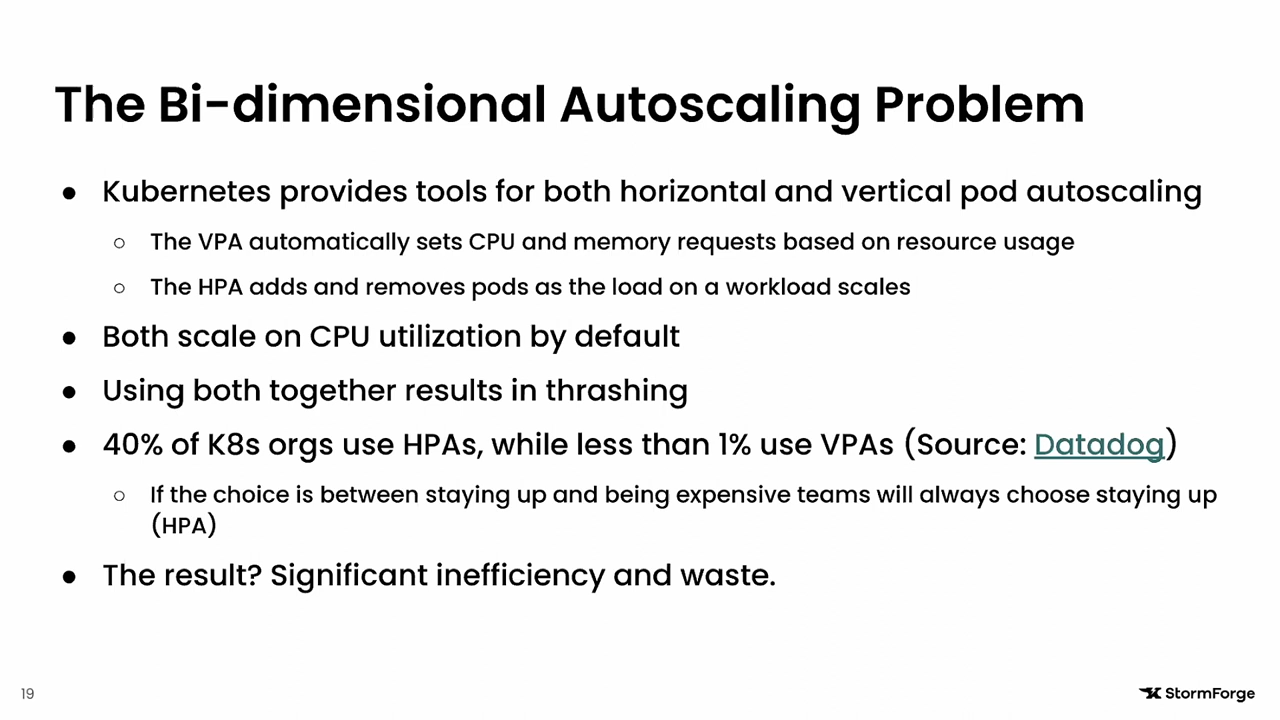 The Bi-dimensional Autoscaling Problem
● Kubernetes provides tools for both horizontal and vertical pod autoscaling
○ The VPA automatically sets CPU and memory requests based on resource usage
○ The HPA adds and removes pods as the load on a workload scales
● Both scale on CPU utilization by default
● Using both together results in thrashing
● 40% of K8s orgs use HPAs, while less than 1% use VPAs (Source: Datadog)
○ If the choice is between staying up and being expensive teams will always choose staying up
(HPA)
● The result? Significant inefficiency and waste.
19
StormForge